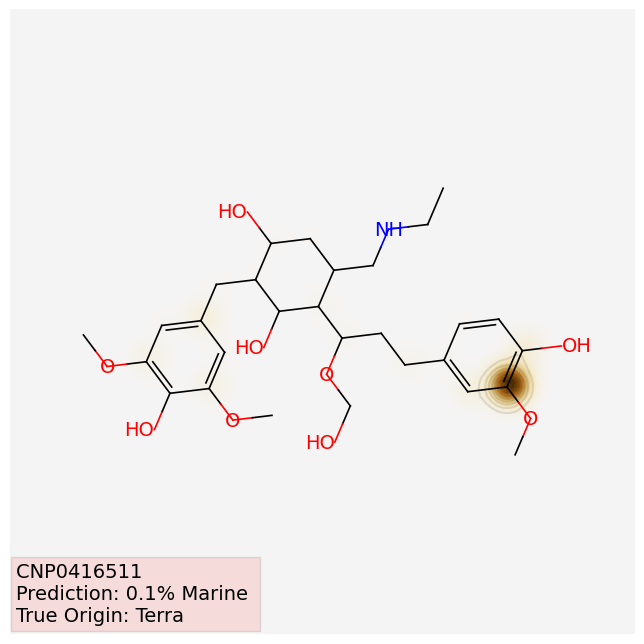 HO
NH
HO
OH
O
O
HO
O
O
HO
HO
CNP0416511
Prediction: 0.1% Marine
True Origin: Terra